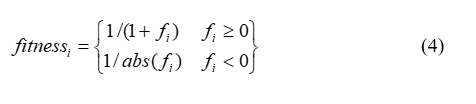 fitness_i = { 1/(1 + f_i)   f_i ≥ 0
1/abs(f_i)   f_i < 0 }   (4)